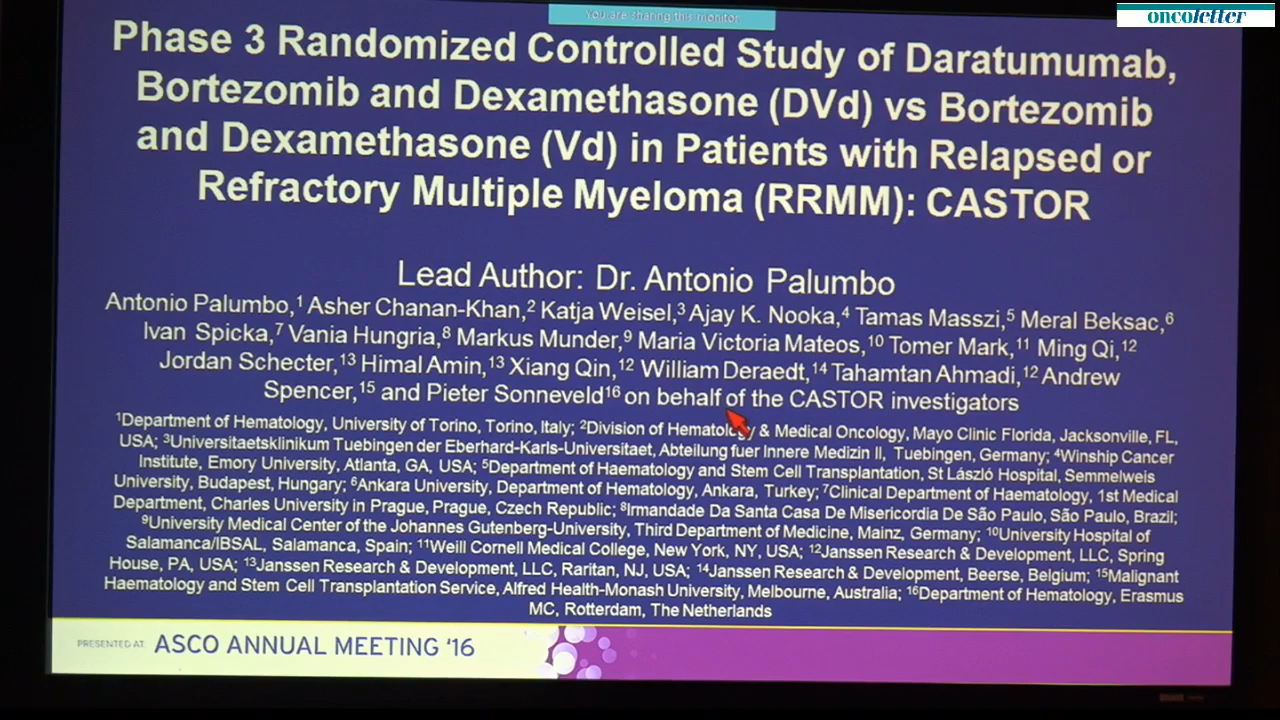 You are sharing this monitor
oncoletter
Phase 3 Randomized Controlled Study of Daratumumab,
Bortezomib and Dexamethasone (DVd) vs Bortezomib
and Dexamethasone (Vd) in Patients with Relapsed or
Refractory Multiple Myeloma (RRMM): CASTOR
Lead Author: Dr. Antonio Palumbo
Antonio Palumbo,¹ Asher Chanan-Khan,² Katja Weisel,³ Ajay K. Nooka,⁴ Tamas Masszi,⁵ Meral Beksac,⁶
Ivan Spicka,⁷ Vania Hungria,⁸ Markus Munder,⁹ Maria Victoria Mateos,¹⁰ Tomer Mark,¹¹ Ming Qi,¹²
Jordan Schecter,¹³ Himal Amin,¹³ Xiang Qin,¹² William Deraedt,¹⁴ Tahamtan Ahmadi,¹² Andrew
Spencer,¹⁵ and Pieter Sonneveld¹⁶ on behalf of the CASTOR investigators
¹Department of Hematology, University of Torino, Torino, Italy; ²Division of Hematology & Medical Oncology, Mayo Clinic Florida, Jacksonville, FL,
USA; ³Universitaetsklinikum Tuebingen der Eberhard-Karls-Universitaet, Abteilung fuer Innere Medizin II, Tuebingen, Germany; ⁴Winship Cancer
Institute, Emory University, Atlanta, GA, USA; ⁵Department of Haematology and Stem Cell Transplantation, St László Hospital, Semmelweis
University, Budapest, Hungary; ⁶Ankara University, Department of Hematology, Ankara, Turkey; ⁷Clinical Department of Haematology, 1st Medical
Department, Charles University in Prague, Prague, Czech Republic; ⁸Irmandade Da Santa Casa De Misericordia De São Paulo, São Paulo, Brazil;
⁹University Medical Center of the Johannes Gutenberg-University, Third Department of Medicine, Mainz, Germany; ¹⁰University Hospital of
Salamanca/IBSAL, Salamanca, Spain; ¹¹Weill Cornell Medical College, New York, NY, USA; ¹²Janssen Research & Development, LLC, Spring
House, PA, USA; ¹³Janssen Research & Development, LLC, Raritan, NJ, USA; ¹⁴Janssen Research & Development, Beerse, Belgium; ¹⁵Malignant
Haematology and Stem Cell Transplantation Service, Alfred Health-Monash University, Melbourne, Australia; ¹⁶Department of Hematology, Erasmus
MC, Rotterdam, The Netherlands
PRESENTED AT: ASCO ANNUAL MEETING '16